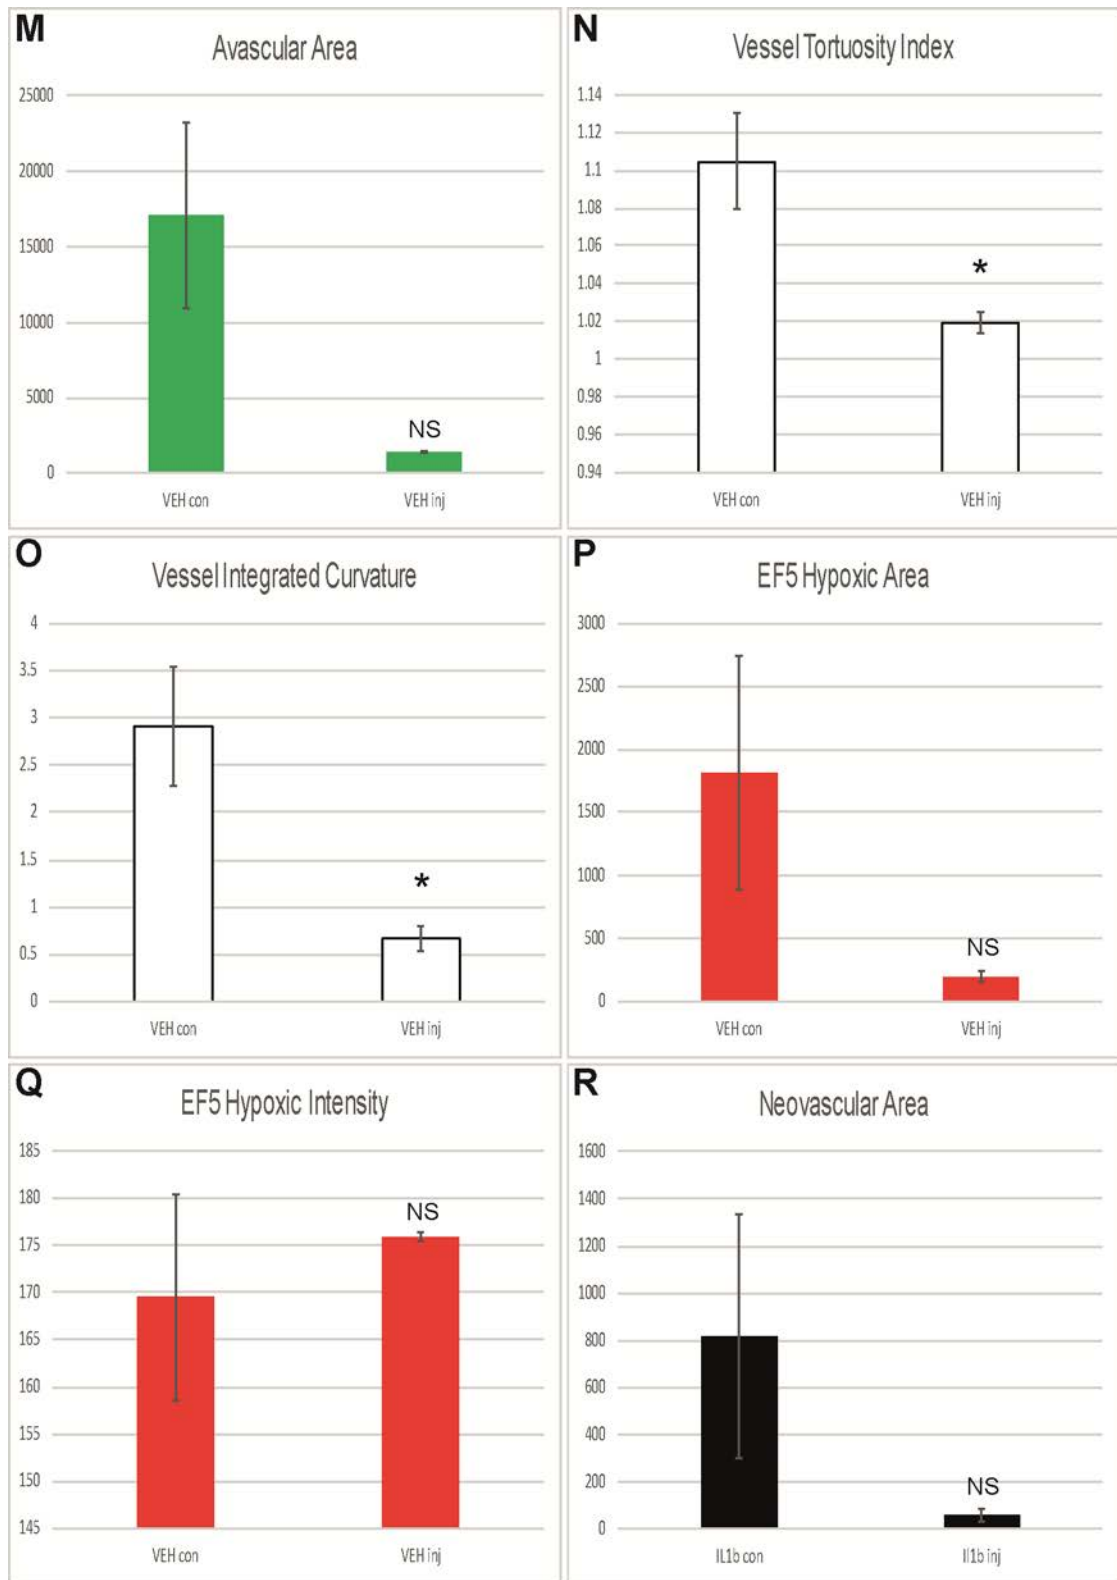 M
Avascular Area
25000
20000
15000
10000
5000
0
NS
VEH con
VEH inj
N
Vessel Tortuosity Index
1.14
1.12
1.1
1.08
1.06
1.04
1.02
1
0.98
0.96
0.94
*
VEH con
VEH inj
O
Vessel Integrated Curvature
4
3.5
3
2.5
2
1.5
1
0.5
0
*
VEH con
VEH inj
P
EF5 Hypoxic Area
3000
2500
2000
1500
1000
500
0
NS
VEH con
VEH inj
Q
EF5 Hypoxic Intensity
185
180
175
170
165
160
155
150
145
NS
VEH con
VEH inj
R
Neovascular Area
1600
1400
1200
1000
800
600
400
200
0
NS
IL1b con
Il1b inj